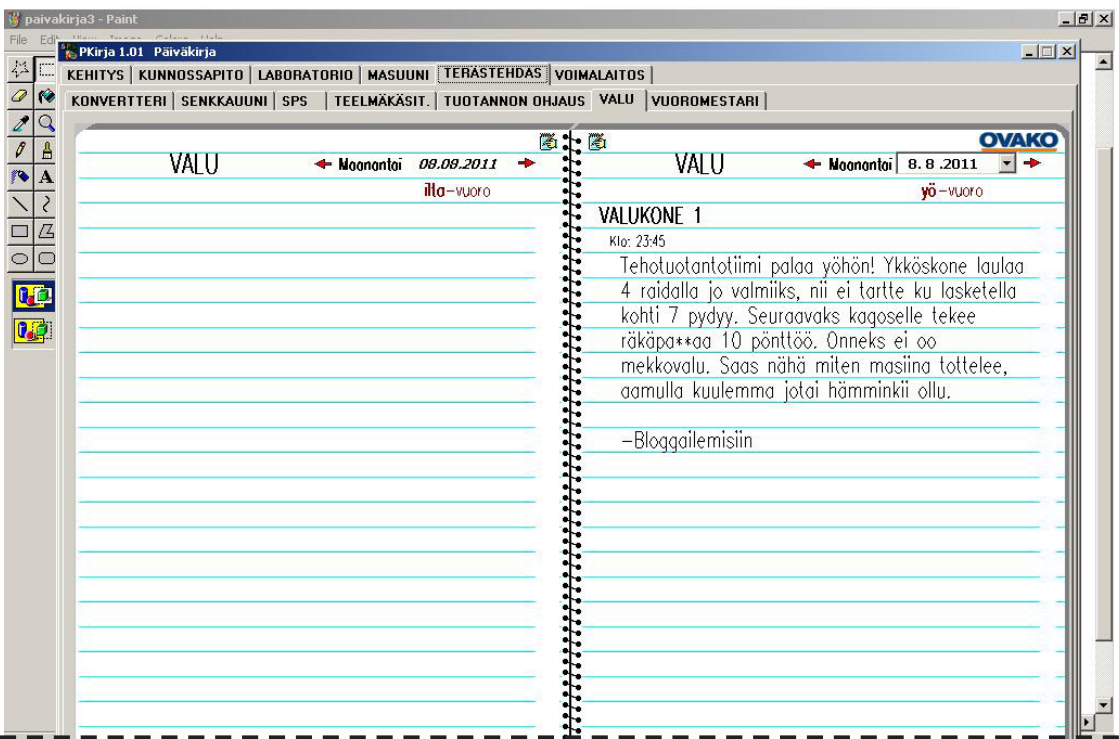 paivakirja3 - Paint
File
PKirja 1.01 Päiväkirja
KEHITYS KUNNOSSAPITO LABORATORIO MASUUNI TERÄSTEHDAS VOIMALAITOS
KONVERTTERI SENKKAUUNI SPS TEELMÄKÄSIT. TUOTANNON OHJAUS VALU VUOROMESTARI
VALU
Maanantai 08.08.2011
ilta-vuoro
OVAKO
VALU
Maanantai 8. 8 .2011
yö-vuoro
VALUKONE 1
Klo: 23:45
Tehotuotantotiimi palaa yöhön! Ykköskone laulaa
4 raidalla jo valmiiks, nii ei tartte ku lasketella
kohti 7 pydyy. Seuraavaks kagoselle tekee
räkäpa**aa 10 pönttöö. Onneks ei oo
mekkovalu. Saas nähä miten masiina tottelee,
aamulla kuulemma jotai hämminkii ollu.
-Bloggailemisiin